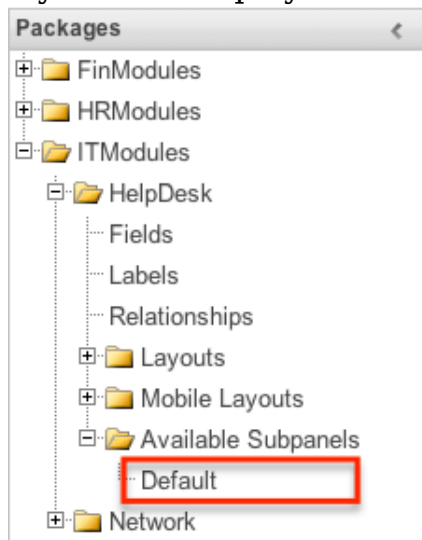 Packages
FinModules
HRModules
ITModules
HelpDesk
Fields
Labels
Relationships
Layouts
Mobile Layouts
Available Subpanels
Default
Network